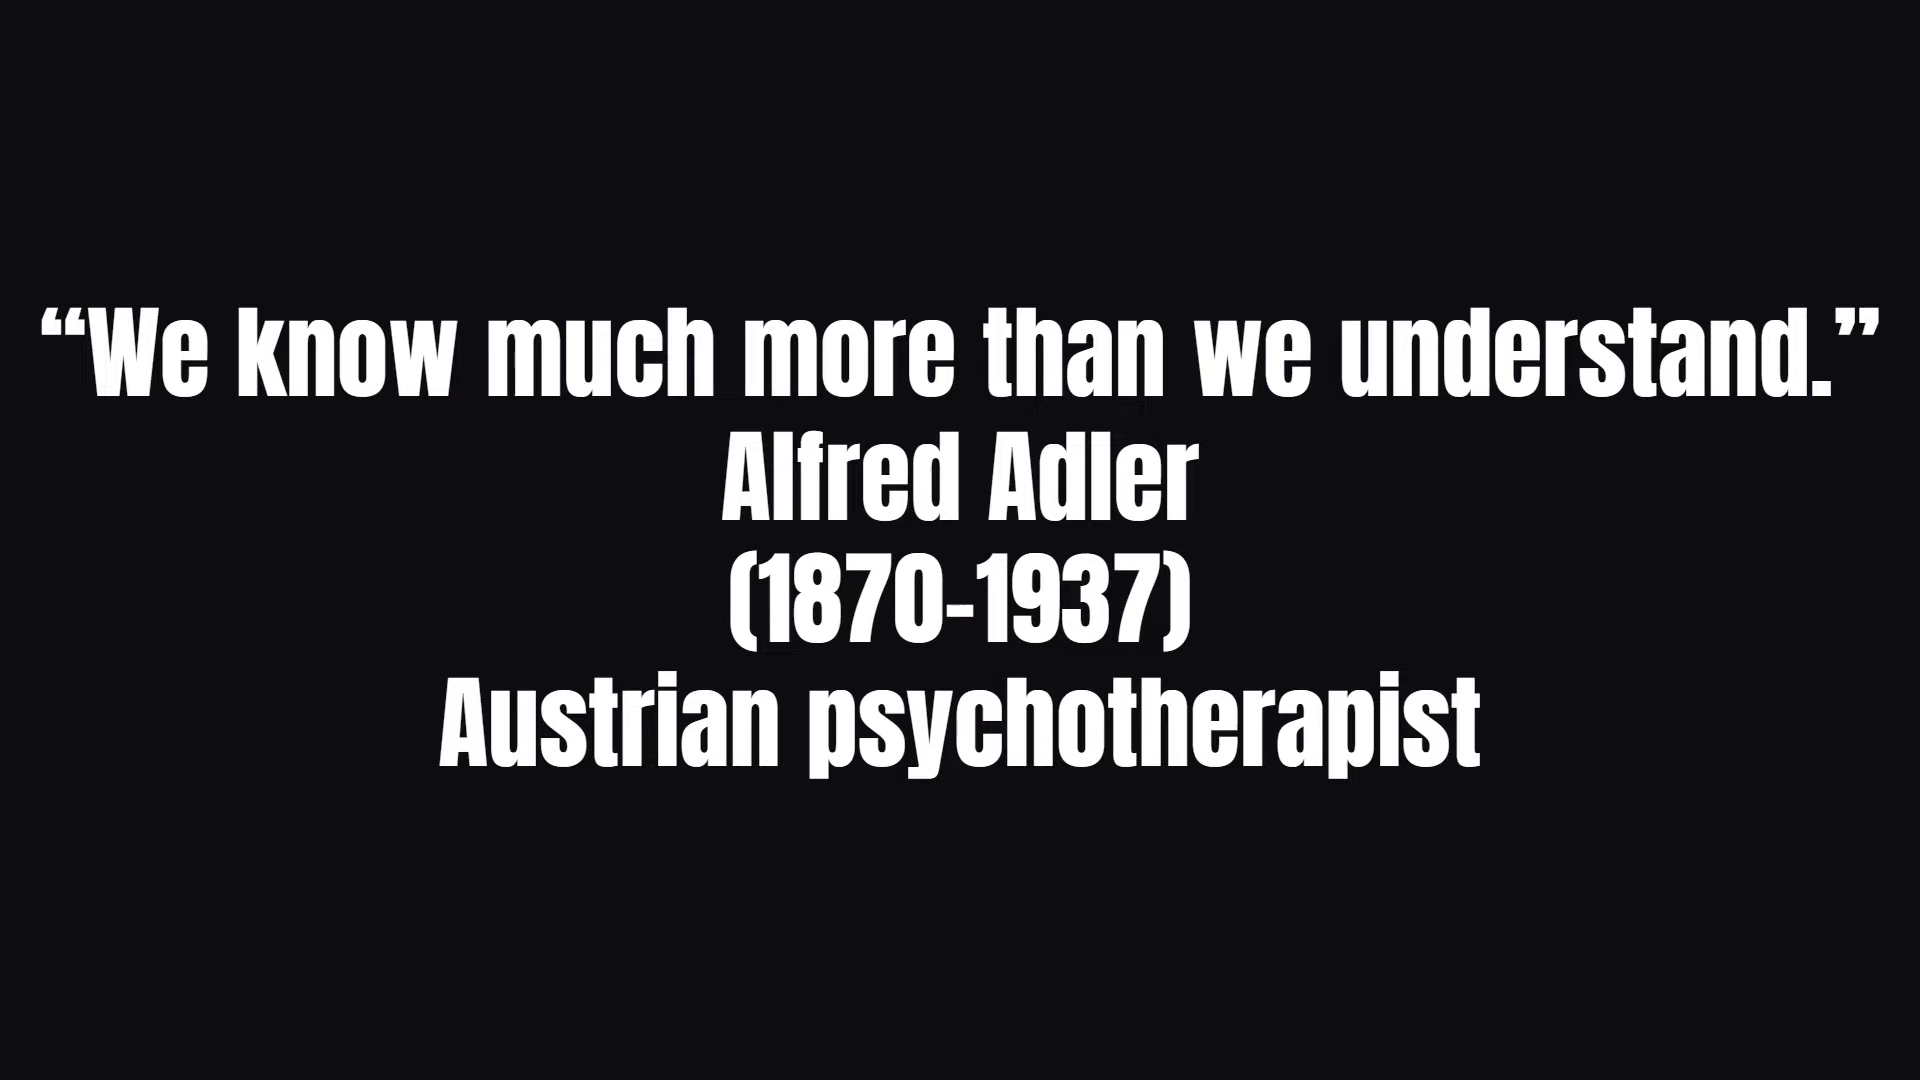 “We know much more than we understand.”
Alfred Adler
(1870-1937)
Austrian psychotherapist